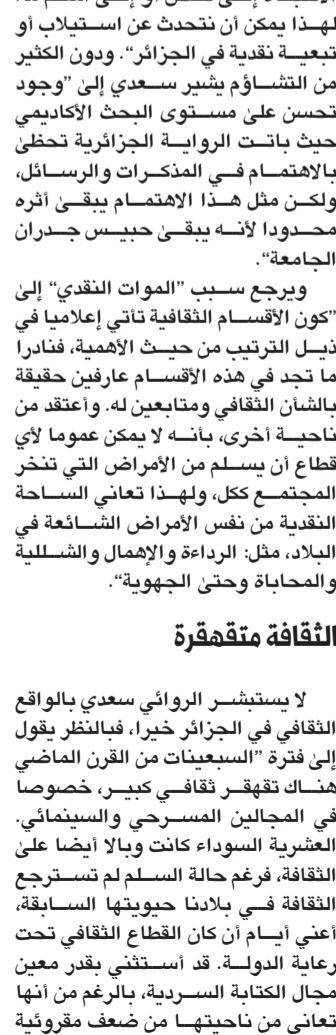 لهذا يمكن أن نتحدث عن استيلاب أو
تبعية نقدية في الجزائر“. ودون الكثير
من التشاؤم يشير سعدي إلى ”وجود
تحسن على مستوى البحث الأكاديمي
حيث باتت الرواية الجزائرية تحظى
بالاهتمام في المذكرات والرسائل،
ولكن مثل هذا الاهتمام يبقى أثره
محدودا لأنه يبقى حبيس جدران
الجامعة“.
ويرجع سبب ”الموات النقدي“ إلى
”كون الأقسام الثقافية تأتي إعلاميا في
ذيل الترتيب من حيث الأهمية، فنادرا
ما تجد في هذه الأقسام عارفين حقيقة
بالشأن الثقافي ومتابعين له. وأعتقد من
ناحية أخرى، بأنه لا يمكن عموما لأي
قطاع أن يسلم من الأمراض التي تنخر
المجتمع ككل، ولهذا تعاني الساحة
النقدية من نفس الأمراض الشائعة في
البلاد، مثل: الرداءة والإهمال والشللية
والمحاباة وحتى الجهوية“.
الثقافة متقهقرة
لا يستبشر الروائي سعدي بالواقع
الثقافي في الجزائر خيرا، فبالنظر يقول
إلى فترة ”السبعينات من القرن الماضي
هناك تقهقر ثقافي كبير، خصوصا
في المجالين المسرحي والسينمائي.
العشرية السوداء كانت وبالا أيضا على
الثقافة، فرغم حالة السلم لم تسترجع
الثقافة في بلادنا حيويتها السابقة،
أعني أيام أن كان القطاع الثقافي تحت
رعاية الدولة. قد أستثني بقدر معين
مجال الكتابة السردية، بالرغم من أنها
تعاني من ناحيتها من ضعف مقروئية